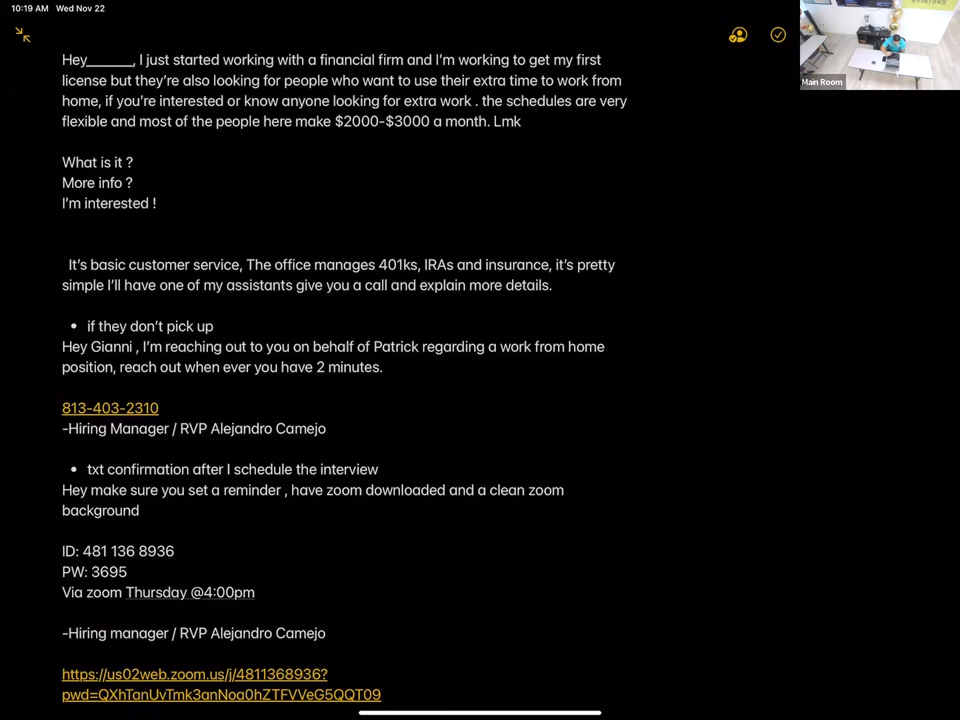 10:19 AM Wed Nov 22
Main Room
Hey______, I just started working with a financial firm and I'm working to get my first
license but they're also looking for people who want to use their extra time to work from
home, if you're interested or know anyone looking for extra work . the schedules are very
flexible and most of the people here make $2000-$3000 a month. Lmk
What is it ?
More info ?
I'm interested !
It's basic customer service, The office manages 401ks, IRAs and insurance, it's pretty
simple I'll have one of my assistants give you a call and explain more details.
• if they don't pick up
Hey Gianni , I'm reaching out to you on behalf of Patrick regarding a work from home
position, reach out when ever you have 2 minutes.
813-403-2310
-Hiring Manager / RVP Alejandro Camejo
• txt confirmation after I schedule the interview
Hey make sure you set a reminder , have zoom downloaded and a clean zoom
background
ID: 481 136 8936
PW: 3695
Via zoom Thursday @4:00pm
-Hiring manager / RVP Alejandro Camejo
https://us02web.zoom.us/j/4811368936?
pwd=QXhTanUvTmk3anNoa0hZTFVVeG5QQT09